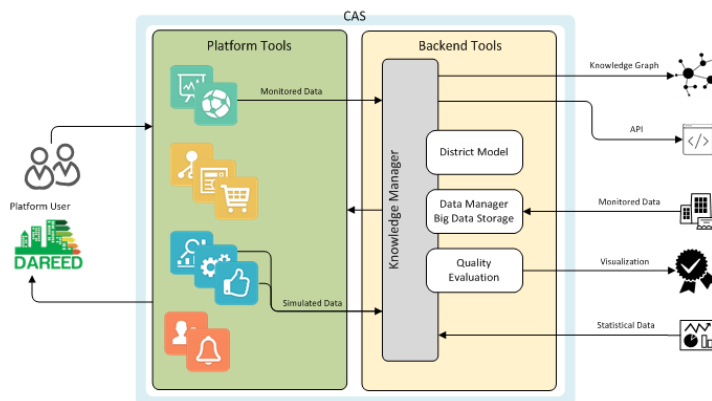 CAS
Platform Tools
Backend Tools
Monitored Data
Knowledge Graph
API
</>
Knowledge Manager
District Model
Platform User
DAREED
Data Manager
Big Data Storage
Monitored Data
Quality
Evaluation
Visualization
Simulated Data
Statistical Data